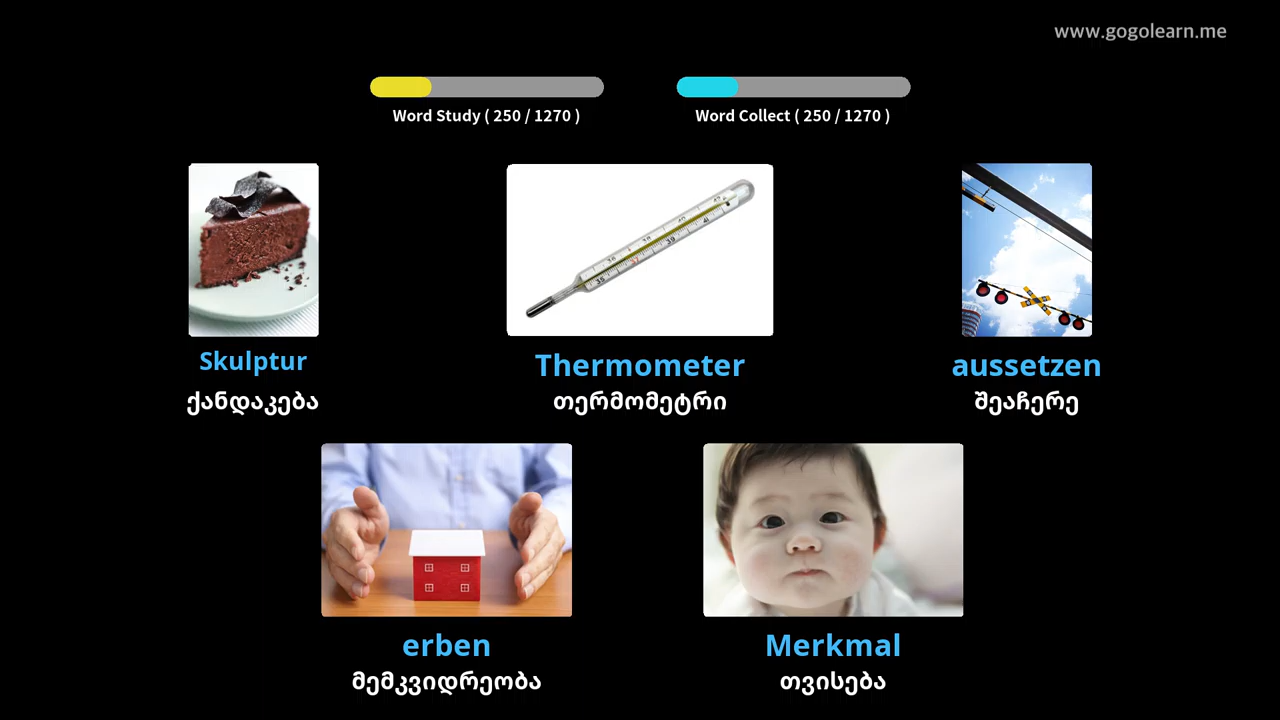 www.gogolearn.me
Word Study ( 250 / 1270 )
Word Collect ( 250 / 1270 )
Skulptur
ქანდაკება
Thermometer
თერმომეტრი
aussetzen
შეაჩერე
erben
მემკვიდრეობა
Merkmal
თვისება